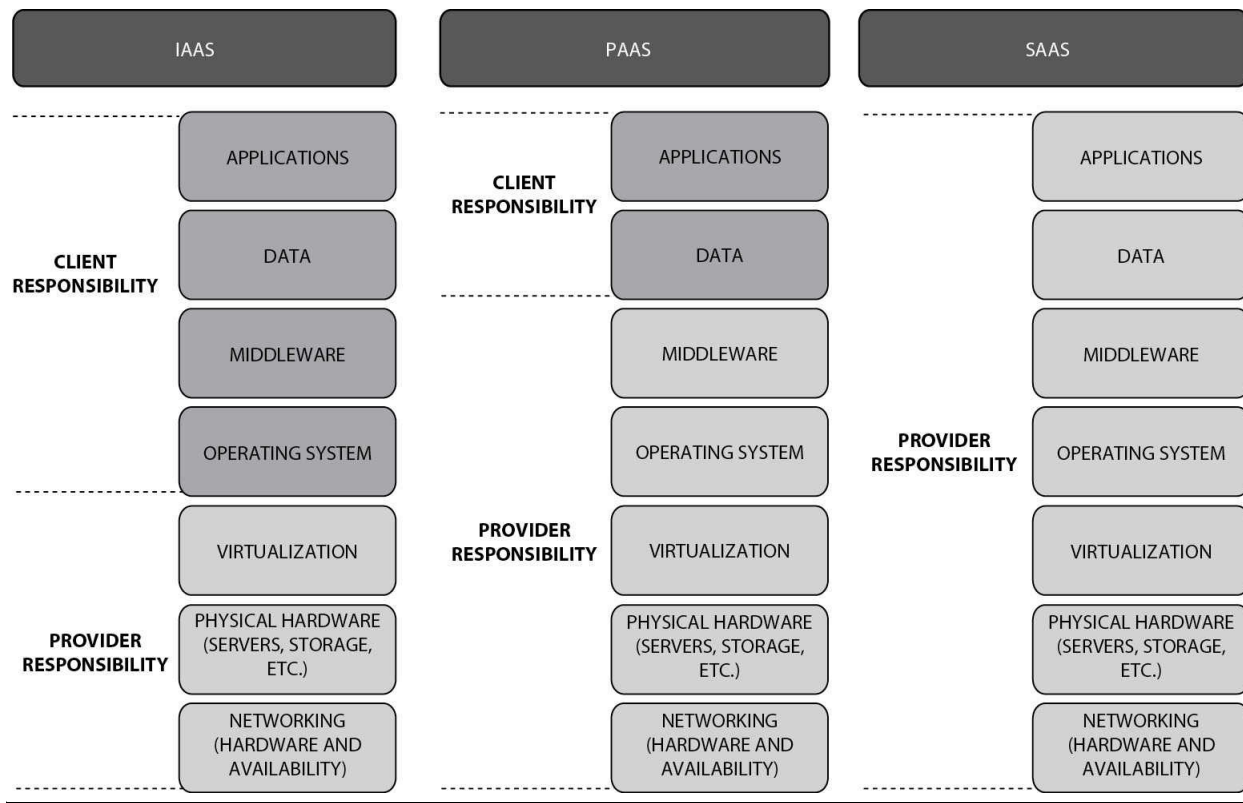 IAAS
APPLICATIONS
CLIENT
RESPONSIBILITY
DATA
MIDDLEWARE
OPERATING SYSTEM
VIRTUALIZATION
PROVIDER
RESPONSIBILITY
PHYSICAL HARDWARE
(SERVERS, STORAGE,
ETC.)
NETWORKING
(HARDWARE AND
AVAILABILITY)
PAAS
CLIENT
RESPONSIBILITY
APPLICATIONS
DATA
MIDDLEWARE
OPERATING SYSTEM
PROVIDER
RESPONSIBILITY
VIRTUALIZATION
PHYSICAL HARDWARE
(SERVERS, STORAGE,
ETC.)
NETWORKING
(HARDWARE AND
AVAILABILITY)
SAAS
APPLICATIONS
DATA
MIDDLEWARE
PROVIDER
RESPONSIBILITY
OPERATING SYSTEM
VIRTUALIZATION
PHYSICAL HARDWARE
(SERVERS, STORAGE,
ETC.)
NETWORKING
(HARDWARE AND
AVAILABILITY)